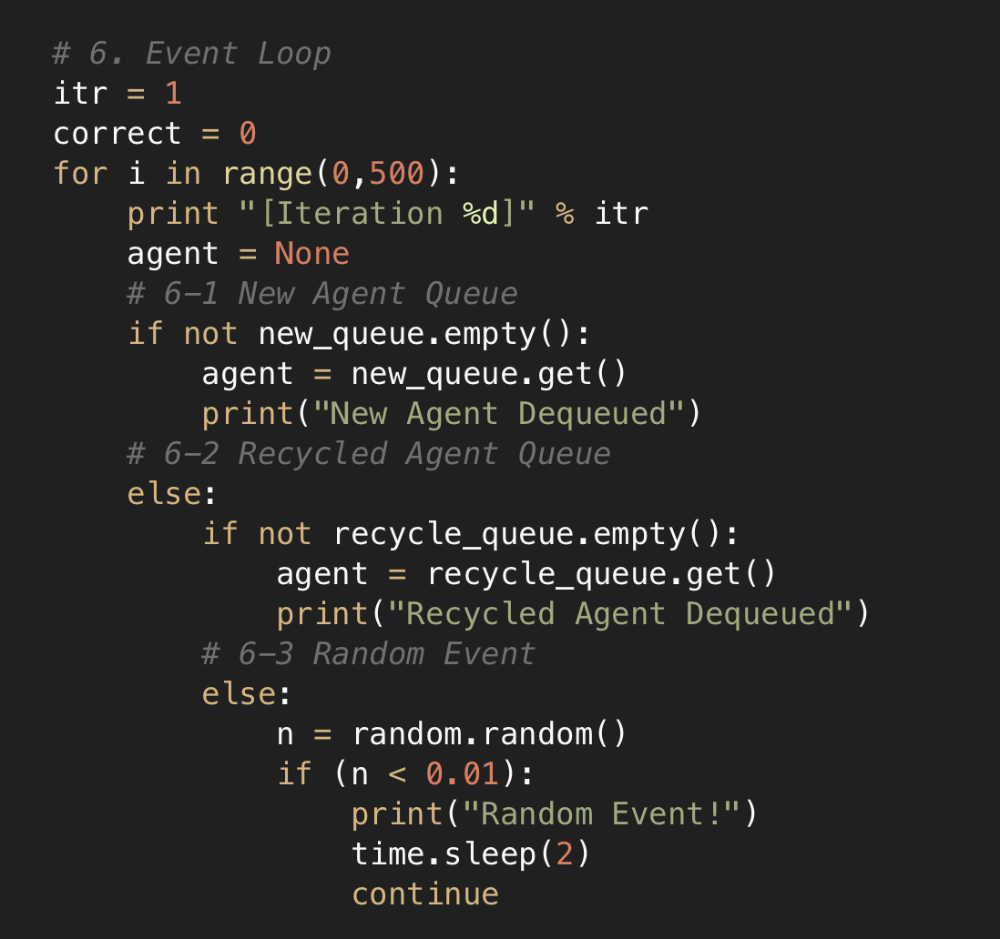 # 6. Event Loop
itr = 1
correct = 0
for i in range(0,500):
    print "[Iteration %d]" % itr
    agent = None
    # 6-1 New Agent Queue
    if not new_queue.empty():
        agent = new_queue.get()
        print("New Agent Dequeued")
    # 6-2 Recycled Agent Queue
    else:
        if not recycle_queue.empty():
            agent = recycle_queue.get()
            print("Recycled Agent Dequeued")
        # 6-3 Random Event
        else:
            n = random.random()
            if (n < 0.01):
                print("Random Event!")
                time.sleep(2)
                continue